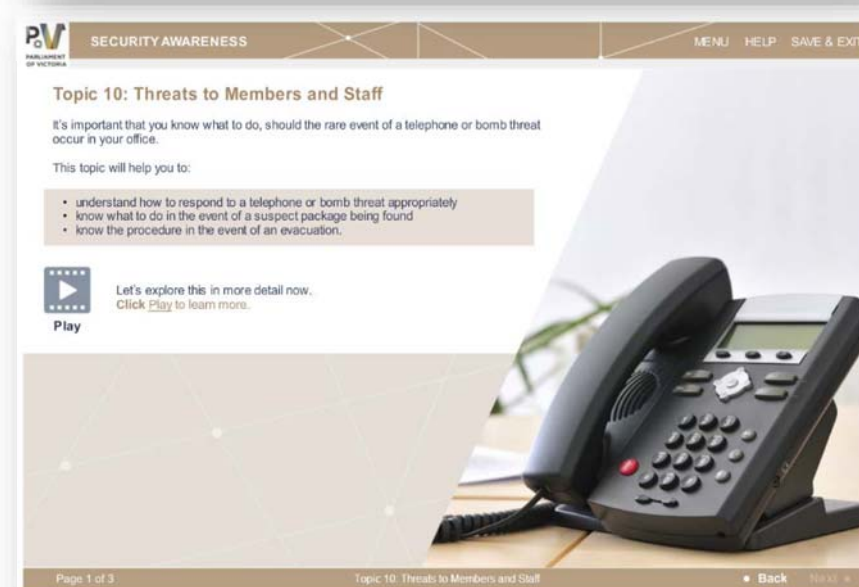 PoV
PARLIAMENT
OF VICTORIA
SECURITY AWARENESS
MENU HELP SAVE & EXIT
Topic 10: Threats to Members and Staff
It's important that you know what to do, should the rare event of a telephone or bomb threat
occur in your office.
This topic will help you to:
• understand how to respond to a telephone or bomb threat appropriately
• know what to do in the event of a suspect package being found
• know the procedure in the event of an evacuation.
Let's explore this in more detail now.
Click Play to learn more.
Play
Page 1 of 3
Topic 10: Threats to Members and Staff
• Back Next •